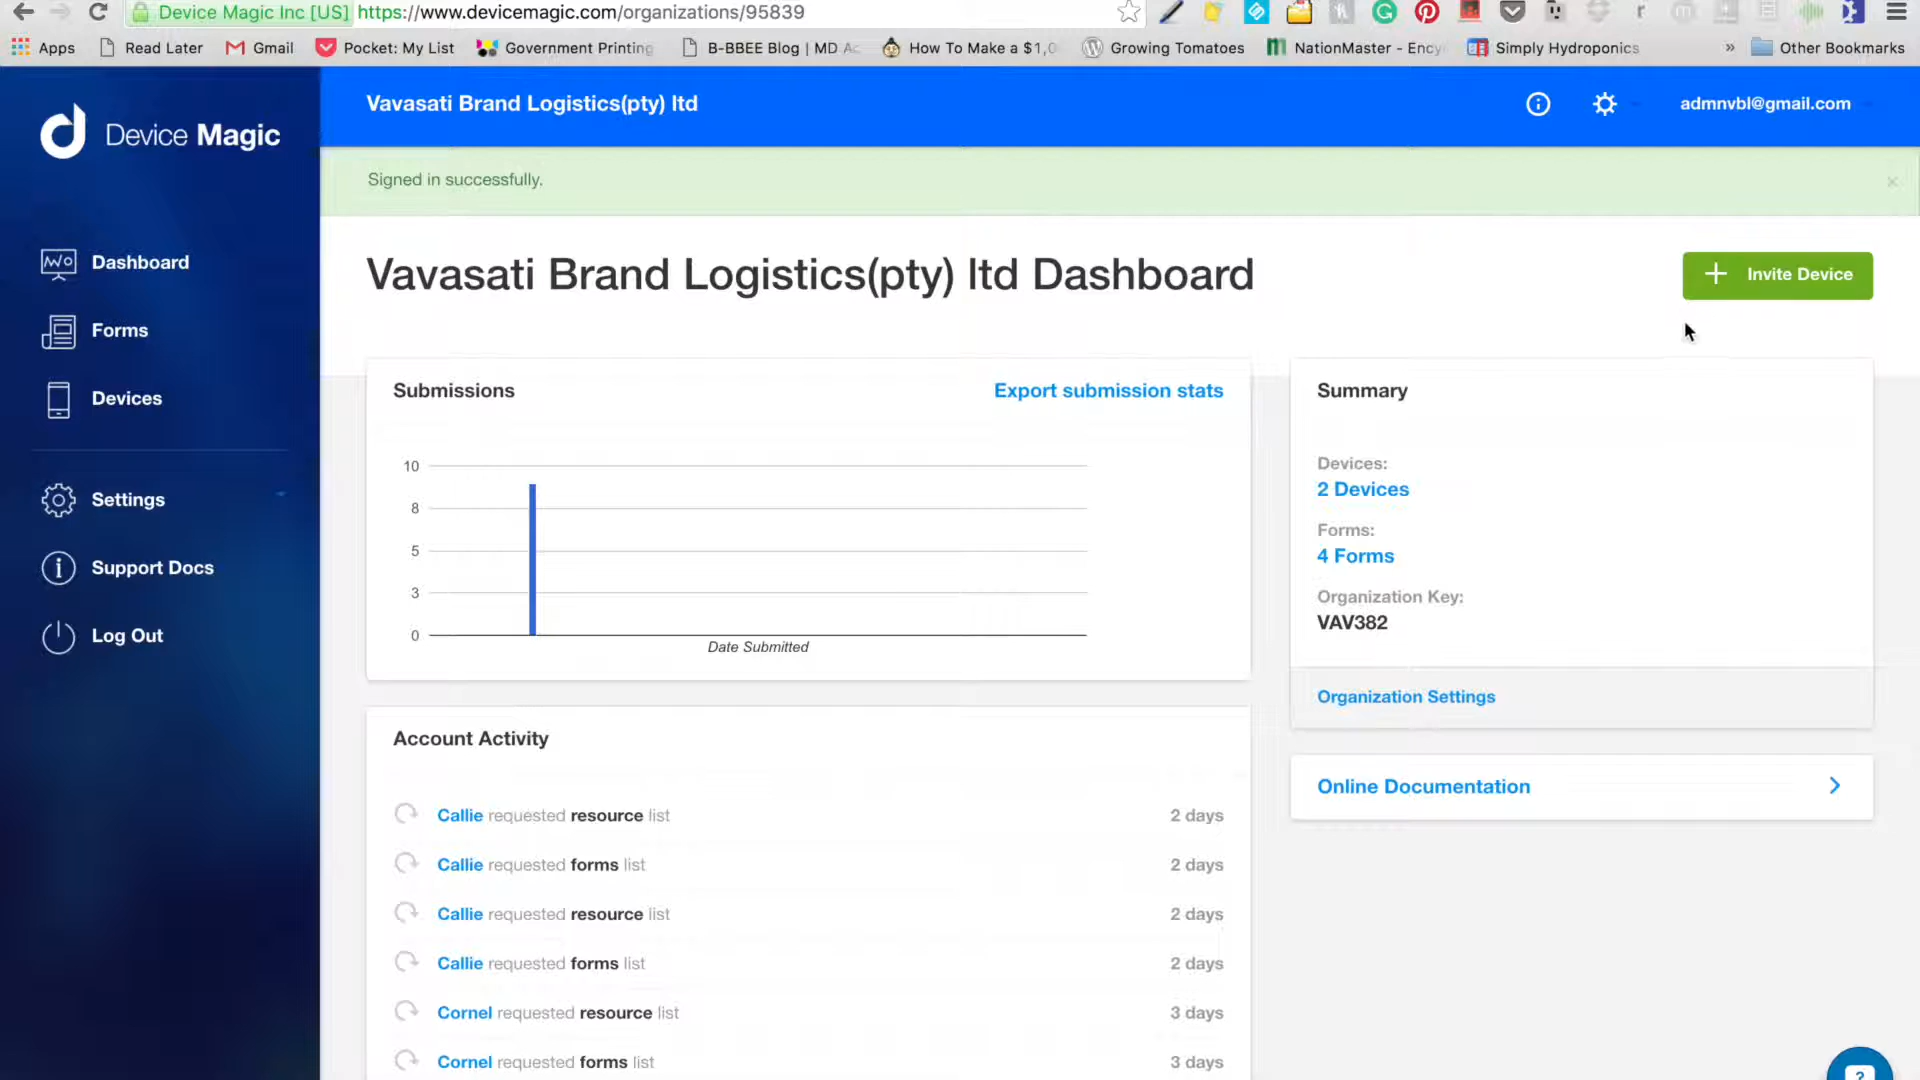 Device Magic Inc [US] https://www.devicemagic.com/organizations/95839
Apps Read Later Gmail Pocket: My List Government Printing B-BBEE Blog | MD Ac How To Make a $1,0 Growing Tomatoes NationMaster - Ency Simply Hydroponics » Other Bookmarks
Device Magic
Vavasati Brand Logistics(pty) ltd
admnvbl@gmail.com
Signed in successfully.
×
Dashboard
Forms
Devices
Settings
Support Docs
Log Out
Vavasati Brand Logistics(pty) ltd Dashboard
+ Invite Device
Submissions
Export submission stats
10
8
5
3
0
Date Submitted
Summary
Devices:
2 Devices
Forms:
4 Forms
Organization Key:
VAV382
Organization Settings
Online Documentation
Account Activity
Callie requested resource list 2 days
Callie requested forms list 2 days
Callie requested resource list 2 days
Callie requested forms list 2 days
Cornel requested resource list 3 days
Cornel requested forms list 3 days
?